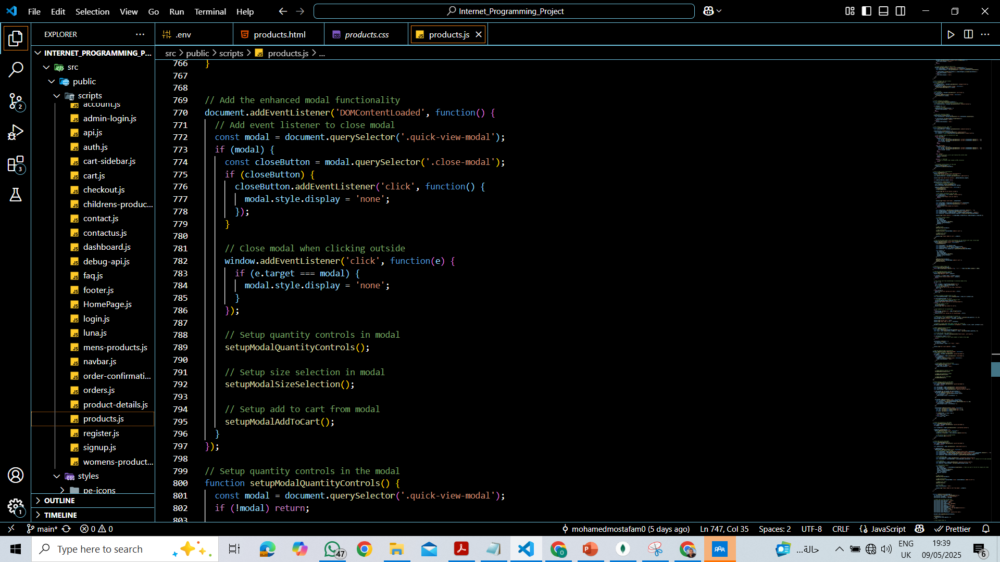 File Edit Selection View Go Run Terminal Help
Internet_Programming_Project
EXPLORER
.env
products.html
products.css
products.js
INTERNET_PROGRAMMING_P...
src
public
scripts
account.js
admin-login.js
api.js
auth.js
cart-sidebar.js
cart.js
checkout.js
childrens-produc...
contact.js
contactus.js
dashboard.js
debug-api.js
faq.js
footer.js
HomePage.js
login.js
luna.js
mens-products.js
navbar.js
order-confirmati...
orders.js
product-details.js
products.js
register.js
signup.js
womens-product...
styles
pe-icons
OUTLINE
TIMELINE
src > public > scripts > products.js > ...
766 }
767
768
769 // Add the enhanced modal functionality
770 document.addEventListener('DOMContentLoaded', function() {
771 // Add event listener to close modal
772 const modal = document.querySelector('.quick-view-modal');
773 if (modal) {
774 const closeButton = modal.querySelector('.close-modal');
775 if (closeButton) {
776 closeButton.addEventListener('click', function() {
777 modal.style.display = 'none';
778 });
779 }
780
781 // Close modal when clicking outside
782 window.addEventListener('click', function(e) {
783 if (e.target === modal) {
784 modal.style.display = 'none';
785 }
786 });
787
788 // Setup quantity controls in modal
789 setupModalQuantityControls();
790
791 // Setup size selection in modal
792 setupModalSizeSelection();
793
794 // Setup add to cart from modal
795 setupModalAddToCart();
796 }
797 });
798
799 // Setup quantity controls in the modal
800 function setupModalQuantityControls() {
801 const modal = document.querySelector('.quick-view-modal');
802 if (!modal) return;
803
2
3
1
main* 0 0
mohamedmostafam0 (5 days ago) Ln 747, Col 35 Spaces: 2 UTF-8 CRLF {} JavaScript Prettier
Type here to search
47
حالة...
ENG
UK
19:39
09/05/2025
6